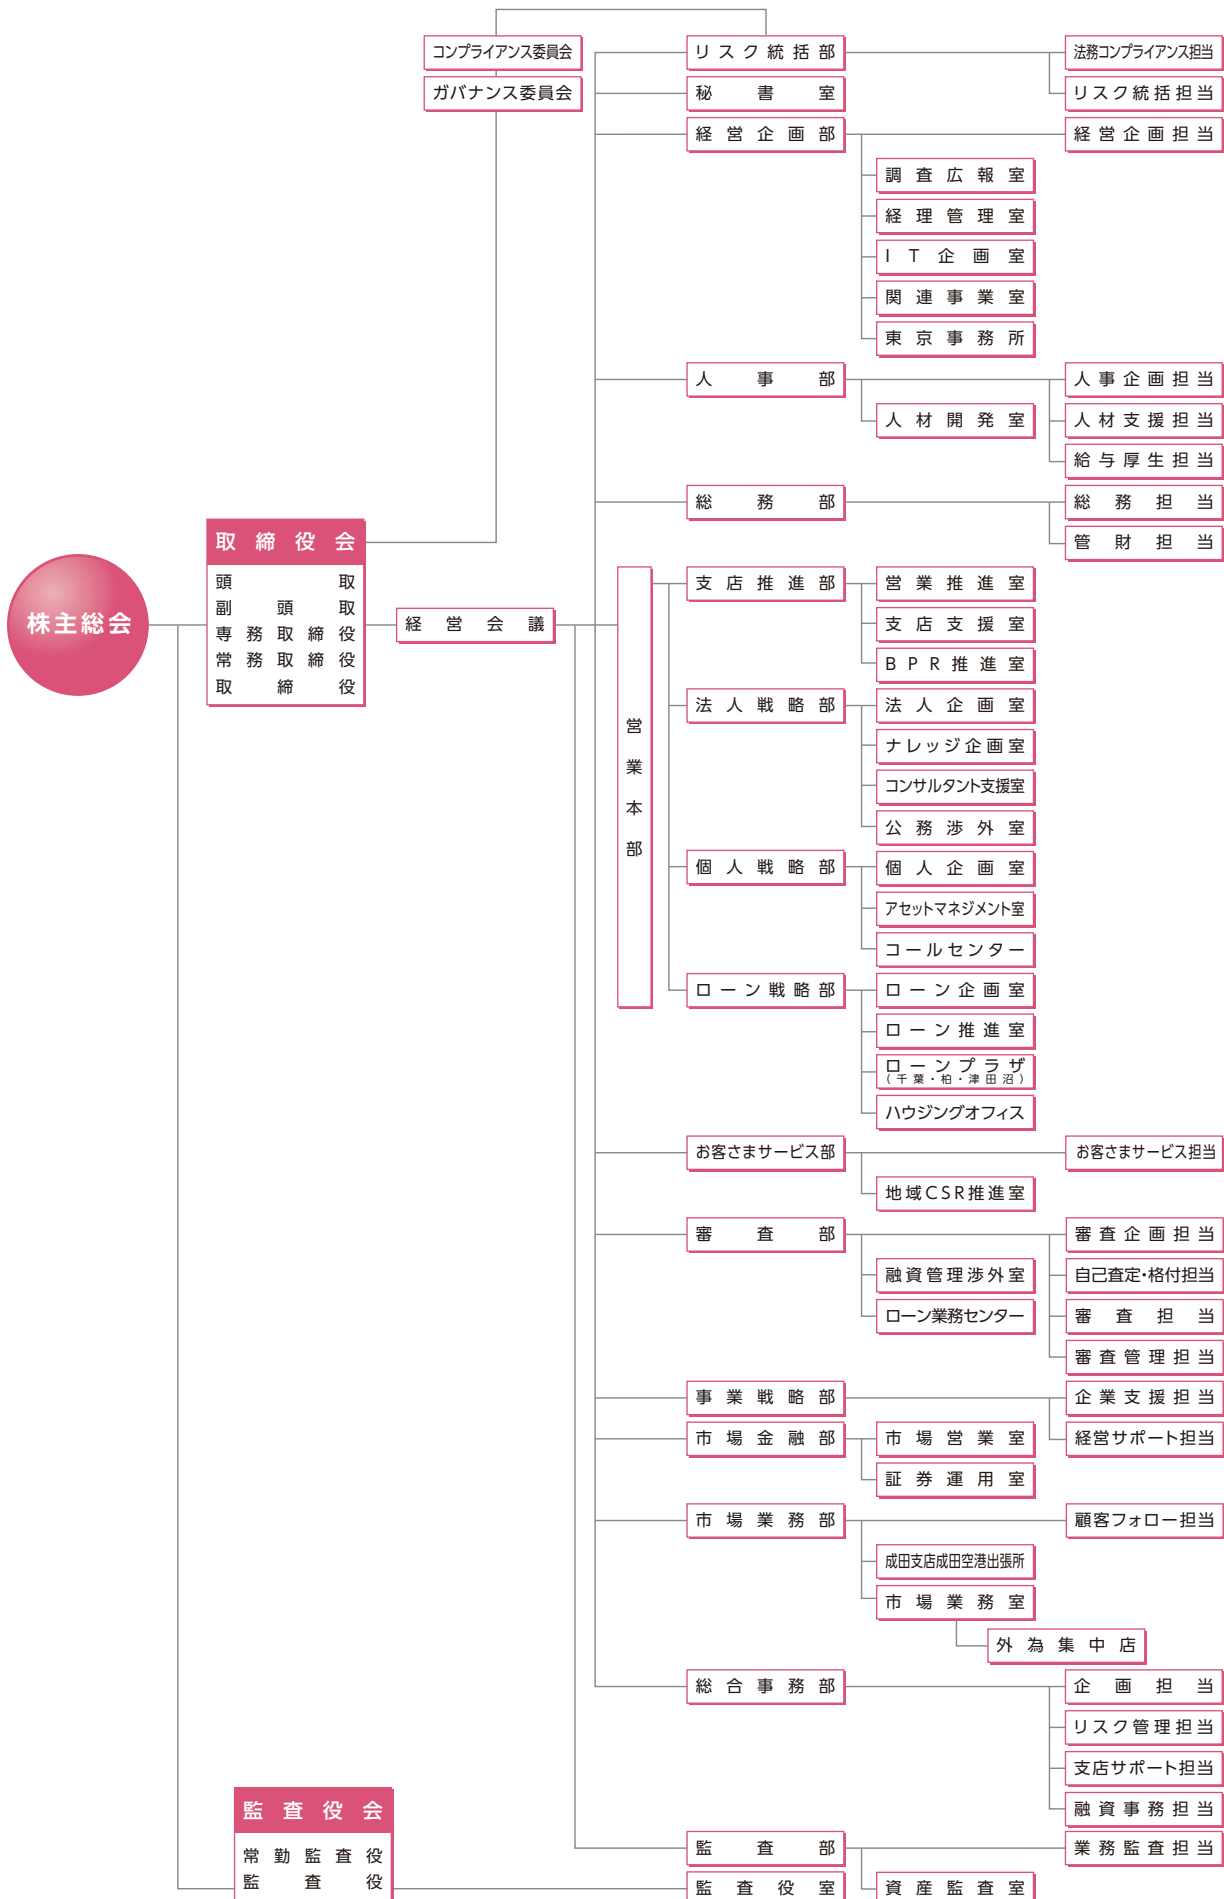 コンプライアンス委員会
ガバナンス委員会
株主総会
取締役会
頭取
副頭取
専務取締役
常務取締役
取締役
経営会議
リスク統括部
法務コンプライアンス担当
リスク統括担当
秘書室
経営企画部
経営企画担当
調査広報室
経理管理室
IT企画室
関連事業室
東京事務所
人事部
人事企画担当
人材開発室
人材支援担当
給与厚生担当
総務部
総務担当
管財担当
営業本部
支店推進部
営業推進室
支店支援室
BPR推進室
法人戦略部
法人企画室
ナレッジ企画室
コンサルタント支援室
公務渉外室
個人戦略部
個人企画室
アセットマネジメント室
コールセンター
ローン戦略部
ローン企画室
ローン推進室
ローンプラザ
(千葉・柏・津田沼)
ハウジングオフィス
お客さまサービス部
お客さまサービス担当
地域CSR推進室
審査部
審査企画担当
融資管理渉外室
自己査定・格付担当
ローン業務センター
審査担当
審査管理担当
事業戦略部
企業支援担当
経営サポート担当
市場金融部
市場営業室
証券運用室
市場業務部
顧客フォロー担当
成田支店成田空港出張所
市場業務室
外為集中店
総合事務部
企画担当
リスク管理担当
支店サポート担当
融資事務担当
監査役会
常勤監査役
監査役
監査部
業務監査担当
監査役室
資産監査室